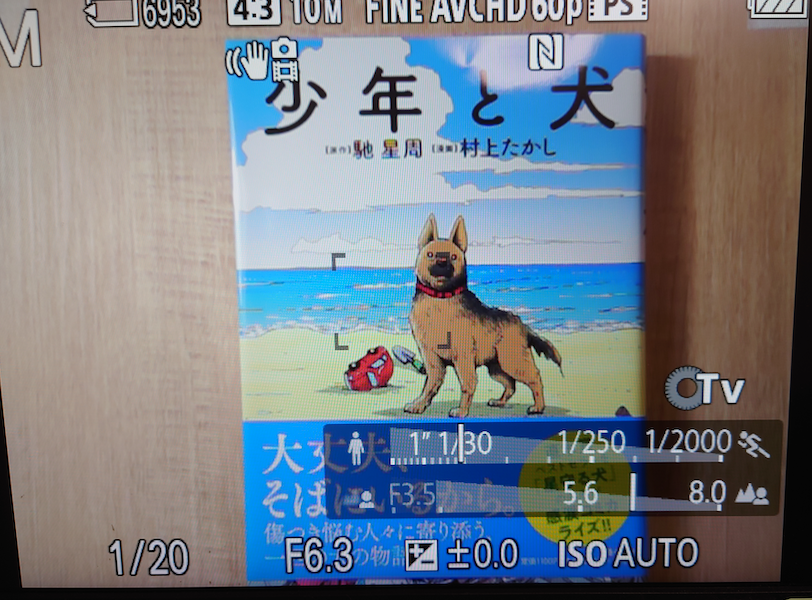 M 6953 4:3 10M FINE AVCHD 60p PS
N
少年と犬
[原作]馳星周 [漫画]村上たかし
Tv
大丈夫、
1" 1/30 1/250 1/2000
そばにいるから。
F3.5 5.6 8.0
傷つき悩む人々に寄り添う
ライズ!!
1/20 F6.3 ±0.0 ISO AUTO